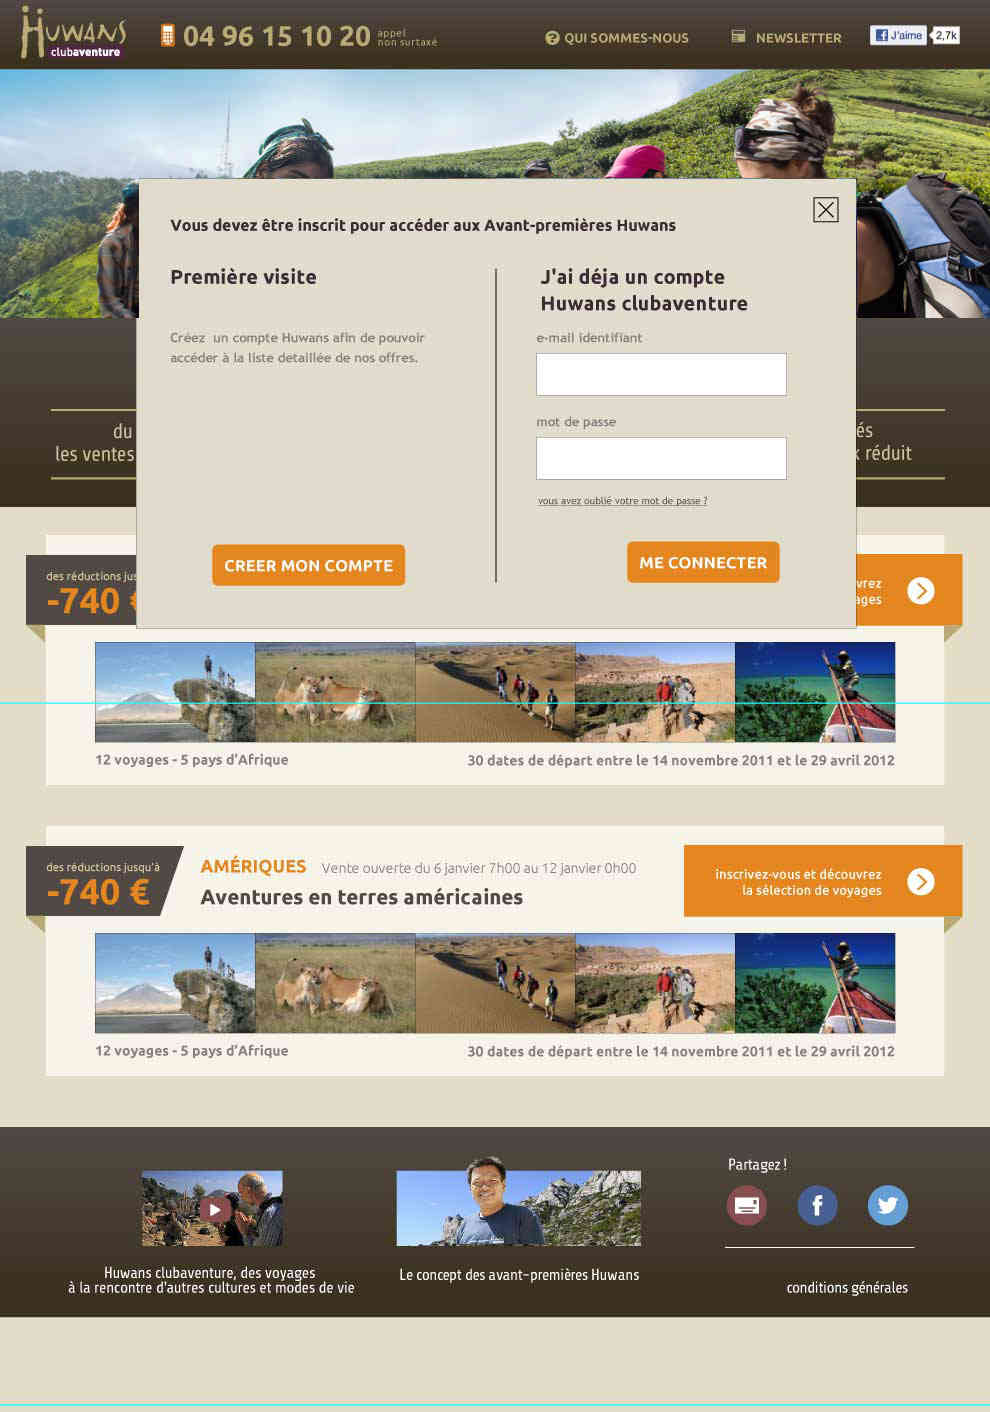 HUWANS
clubaventure
04 96 15 10 20
appel
non surtaxé
QUI SOMMES-NOUS
NEWSLETTER
J'aime
2,7k
Vous devez être inscrit pour accéder aux Avant-premières Huwans
Première visite
Créez un compte Huwans afin de pouvoir
accéder à la liste detaillée de nos offres.
CREER MON COMPTE
J'ai déja un compte
Huwans clubaventure
e-mail identifiant
mot de passe
vous avez oublié votre mot de passe ?
ME CONNECTER
du
les ventes
és
réduit
des réductions jus
-740 €
vrez
ages
12 voyages - 5 pays d'Afrique
30 dates de départ entre le 14 novembre 2011 et le 29 avril 2012
des réductions jusqu'à
-740 €
AMÉRIQUES Vente ouverte du 6 janvier 7h00 au 12 janvier 0h00
Aventures en terres américaines
inscrivez-vous et découvrez
la sélection de voyages
12 voyages - 5 pays d'Afrique
30 dates de départ entre le 14 novembre 2011 et le 29 avril 2012
Huwans clubaventure, des voyages
à la rencontre d'autres cultures et modes de vie
Le concept des avant-premières Huwans
Partagez !
conditions générales